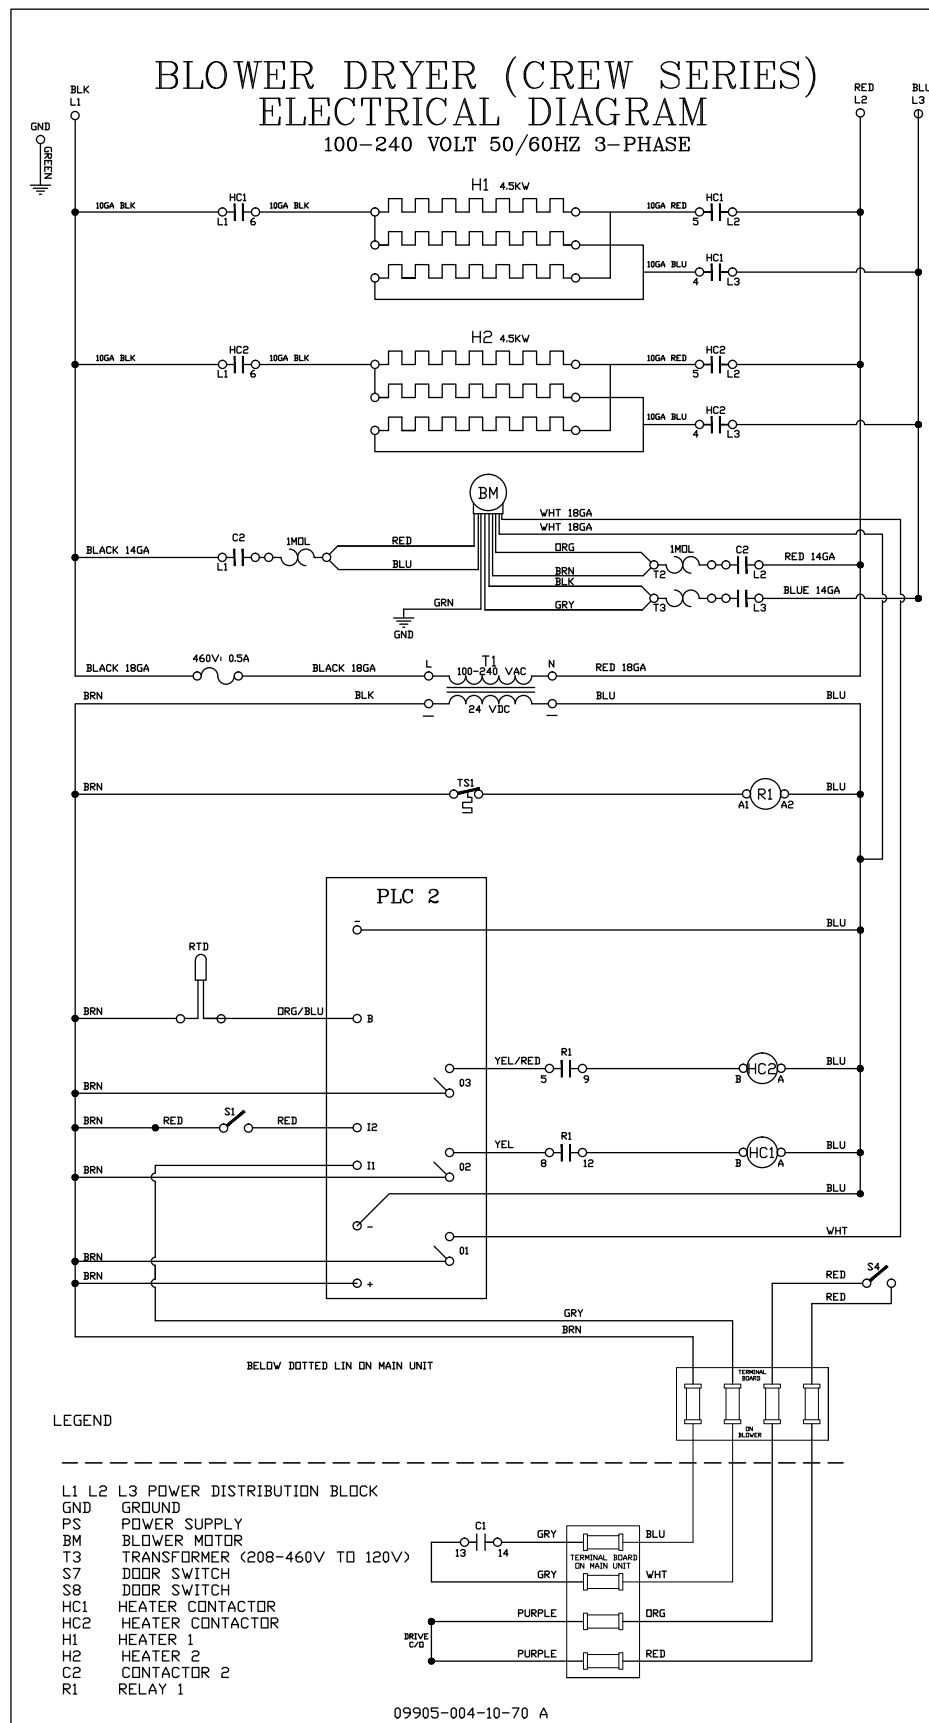 BLOWER DRYER (CREW SERIES)
ELECTRICAL DIAGRAM
100-240 VOLT 50/60HZ 3-PHASE
BLK
L1
RED
L2
BLU
L3
GND
GREEN
H1 4.5KW
10GA BLK
HC1
L1 6
10GA BLK
10GA RED
HC1
5 L2
10GA BLU
HC1
4 L3
H2 4.5KW
10GA BLK
HC2
L1 6
10GA BLK
10GA RED
HC2
5 L2
10GA BLU
HC2
4 L3
BM
WHT 18GA
WHT 18GA
BLACK 14GA
C2
L1
1MOL
RED
BLU
ORG
BRN
BLK
GRY
GRN
GND
T2
1MOL
C2
L2
RED 14GA
T3
L3
BLUE 14GA
BLACK 18GA
460V: 0.5A
BLACK 18GA
L
T1
100-240 VAC
N
RED 18GA
BRN
BLK
24 VDC
BLU
BLU
BRN
TS1
A1 R1 A2
BLU
PLC 2
-
BLU
RTD
BRN
ORG/BLU
B
YEL/RED
R1
5 9
B HC2 A
BLU
BRN
03
BRN
RED
S1
RED
I2
YEL
R1
8 12
B HC1 A
BLU
I1
BRN
02
BLU
-
WHT
BRN
01
BRN
+
RED
S4
RED
GRY
BRN
BELOW DOTTED LIN ON MAIN UNIT
TERMINAL
BOARD
ON
BLOWER
LEGEND
L1 L2 L3 POWER DISTRIBUTION BLOCK
GND GROUND
PS POWER SUPPLY
BM BLOWER MOTOR
T3 TRANSFORMER (208-460V TO 120V)
S7 DOOR SWITCH
S8 DOOR SWITCH
HC1 HEATER CONTACTOR
HC2 HEATER CONTACTOR
H1 HEATER 1
H2 HEATER 2
C2 CONTACTOR 2
R1 RELAY 1
C1
13 14
GRY
BLU
TERMINAL BOARD
ON MAIN UNIT
GRY
WHT
PURPLE
ORG
DRIVE
C/O
PURPLE
RED
09905-004-10-70 A